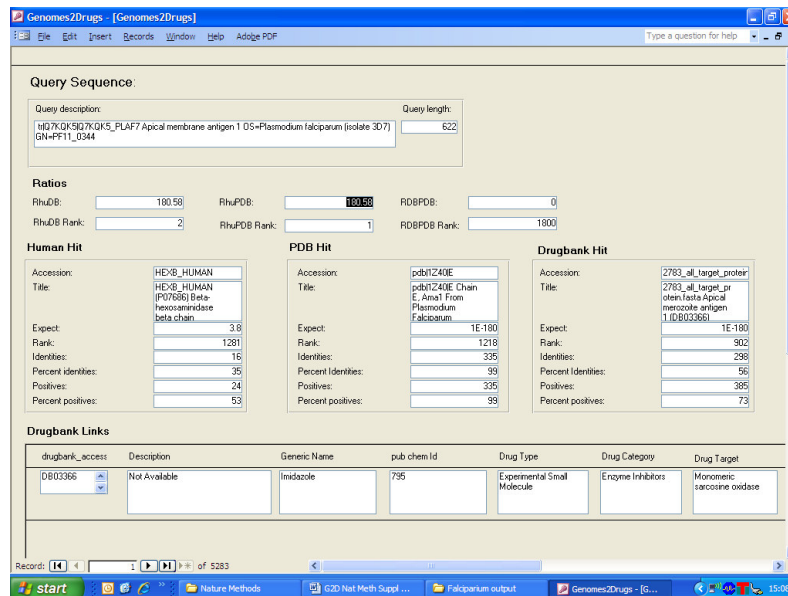 Genomes2Drugs - [Genomes2Drugs]
File Edit Insert Records Window Help Adobe PDF Type a question for help
Query Sequence:
Query description: Query length:
tr|Q7KQK5|Q7KQK5_PLAF7 Apical membrane antigen 1 OS=Plasmodium falciparum (isolate 3D7) 622
GN=PF11_0344
Ratios
RhuDB: 180.58 RhuPDB: 180.58 RDBPDB: 0
RhuDB Rank: 2 RhuPDB Rank: 1 RDBPDB Rank: 1800
Human Hit PDB Hit Drugbank Hit
Accession: HEXB_HUMAN Accession: pdb|1Z40|E Accession: 2783_all_target_protein
Title: HEXB_HUMAN Title: pdb|1Z40|E Chain Title: 2783_all_target_pr
(P07686) Beta- E, Ama1 From otein.fasta Apical
hexosaminidase Plasmodium merozoite antigen
beta chain Falciparum 1 (DB03366)
Expect: 3.8 Expect: 1E-180 Expect: 1E-180
Rank: 1281 Rank: 1218 Rank: 902
Identities: 16 Identities: 335 Identities: 298
Percent identities: 35 Percent Identities: 99 Percent Identities: 56
Positives: 24 Positives: 335 Positives: 385
Percent positives: 53 Percent positives: 99 Percent positives: 73
Drugbank Links
drugbank_access Description Generic Name pub chem Id Drug Type Drug Category Drug Target
DB03366 Not Available Imidazole 795 Experimental Small Enzyme Inhibitors Monomeric
Molecule sarcosine oxidase
Record: 1 of 5283
start Nature Methods G2D Nat Meth Suppl ... Falciparium output Genomes2Drugs - [G... 15:08